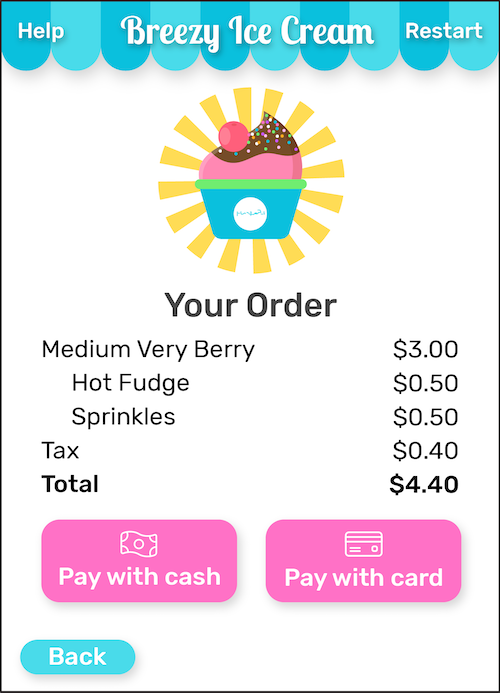 Help Breezy Ice Cream Restart
Your Order
Medium Very Berry $3.00
Hot Fudge $0.50
Sprinkles $0.50
Tax $0.40
Total $4.40
Pay with cash Pay with card
Back